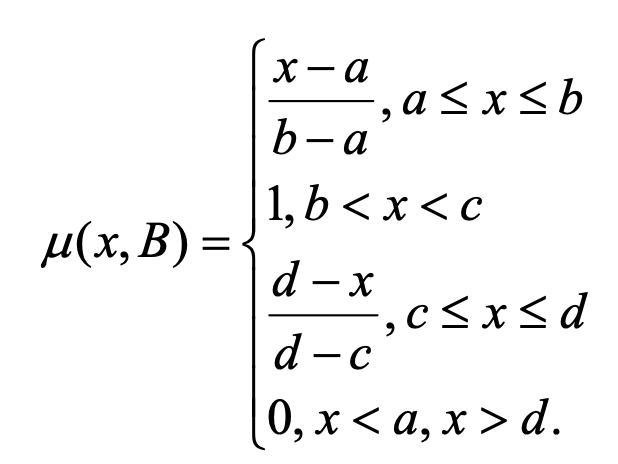 μ(x, B) = { (x − a)/(b − a), a ≤ x ≤ b
1, b < x < c
(d − x)/(d − c), c ≤ x ≤ d
0, x < a, x > d.